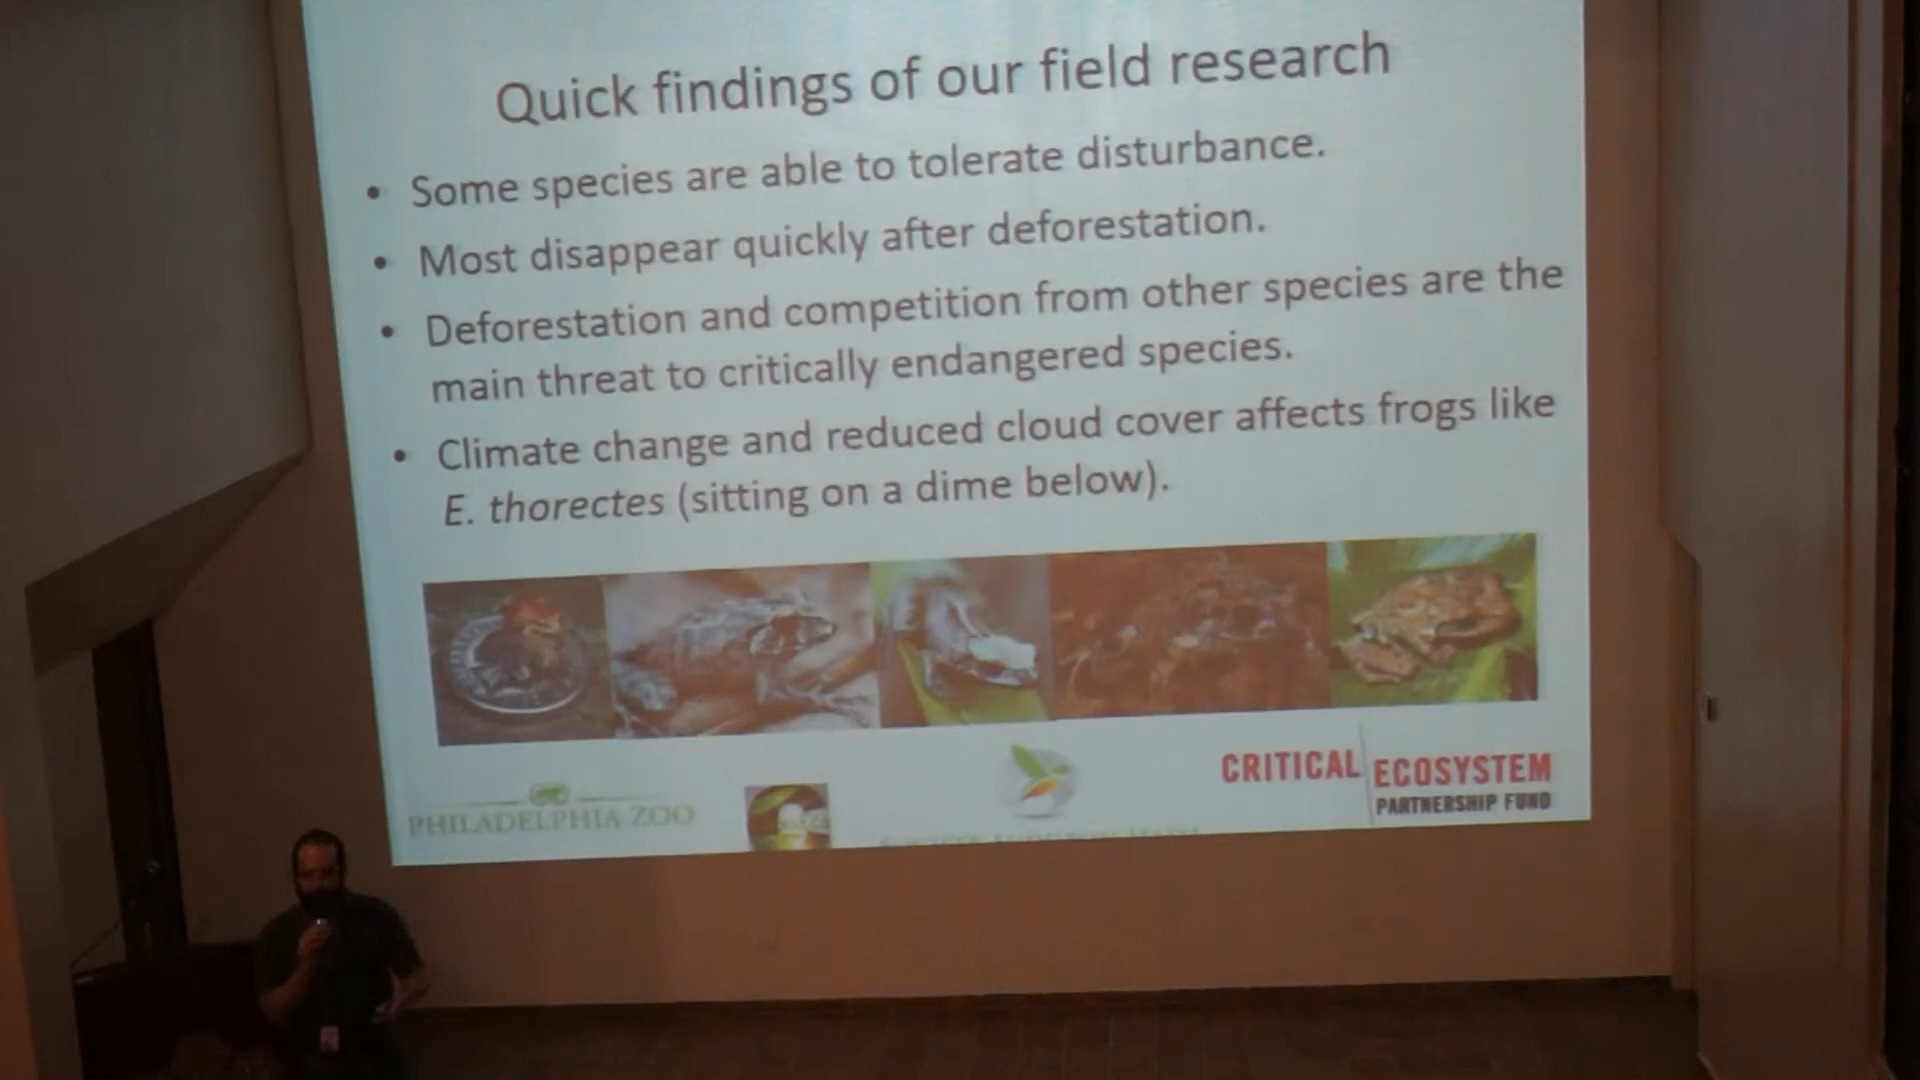 Quick findings of our field research
• Some species are able to tolerate disturbance.
• Most disappear quickly after deforestation.
• Deforestation and competition from other species are the
main threat to critically endangered species.
• Climate change and reduced cloud cover affects frogs like
E. thorectes (sitting on a dime below).
PHILADELPHIA ZOO
CRITICAL ECOSYSTEM
PARTNERSHIP FUND